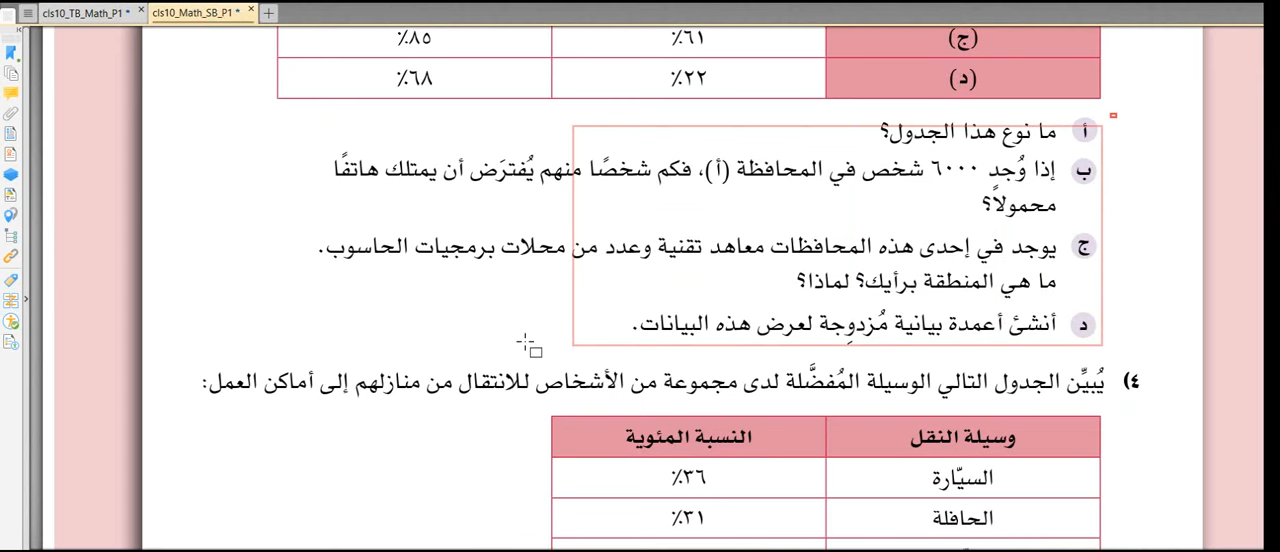 cls10_TB_Math_P1 * cls10_Math_SB_P1 *
(ج) ٦١٪ ٨٥٪
(د) ٢٢٪ ٦٨٪
أ ما نوع هذا الجدول؟
ب إذا وُجد ٦٠٠٠ شخص في المحافظة (أ)، فكم شخصًا منهم يُفترَض أن يمتلك هاتفًا
محمولاً؟
ج يوجد في إحدى هذه المحافظات معاهد تقنية وعدد من محلات برمجيات الحاسوب.
ما هي المنطقة برأيك؟ لماذا؟
د أنشئ أعمدة بيانية مُزدوِجة لعرض هذه البيانات.
٤) يُبيِّن الجدول التالي الوسيلة المُفضَّلة لدى مجموعة من الأشخاص للانتقال من منازلهم إلى أماكن العمل:
وسيلة النقل النسبة المئوية
السيّارة ٣٦٪
الحافلة ٣١٪